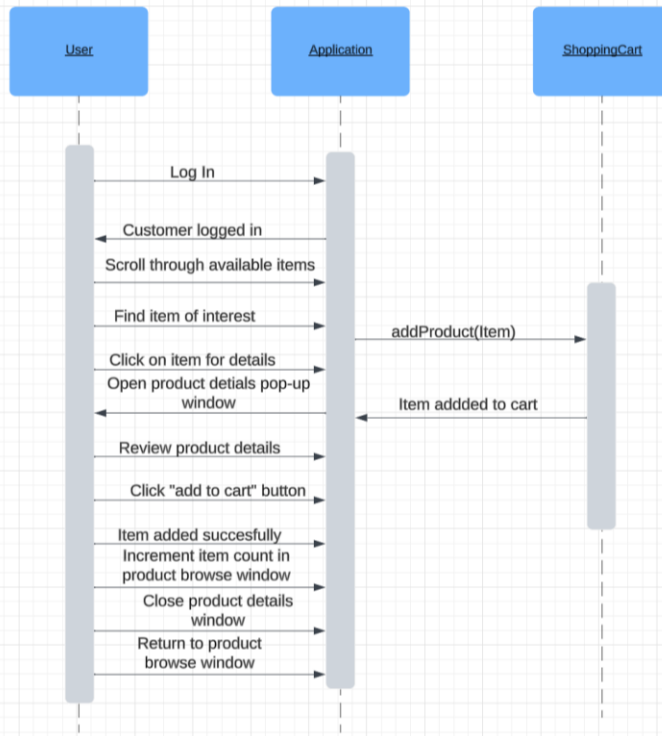 User
Application
ShoppingCart
Log In
Customer logged in
Scroll through available items
Find item of interest
addProduct(Item)
Click on item for details
Open product detials pop-up
window
Item addded to cart
Review product details
Click "add to cart" button
Item added succesfully
Increment item count in
product browse window
Close product details
window
Return to product
browse window